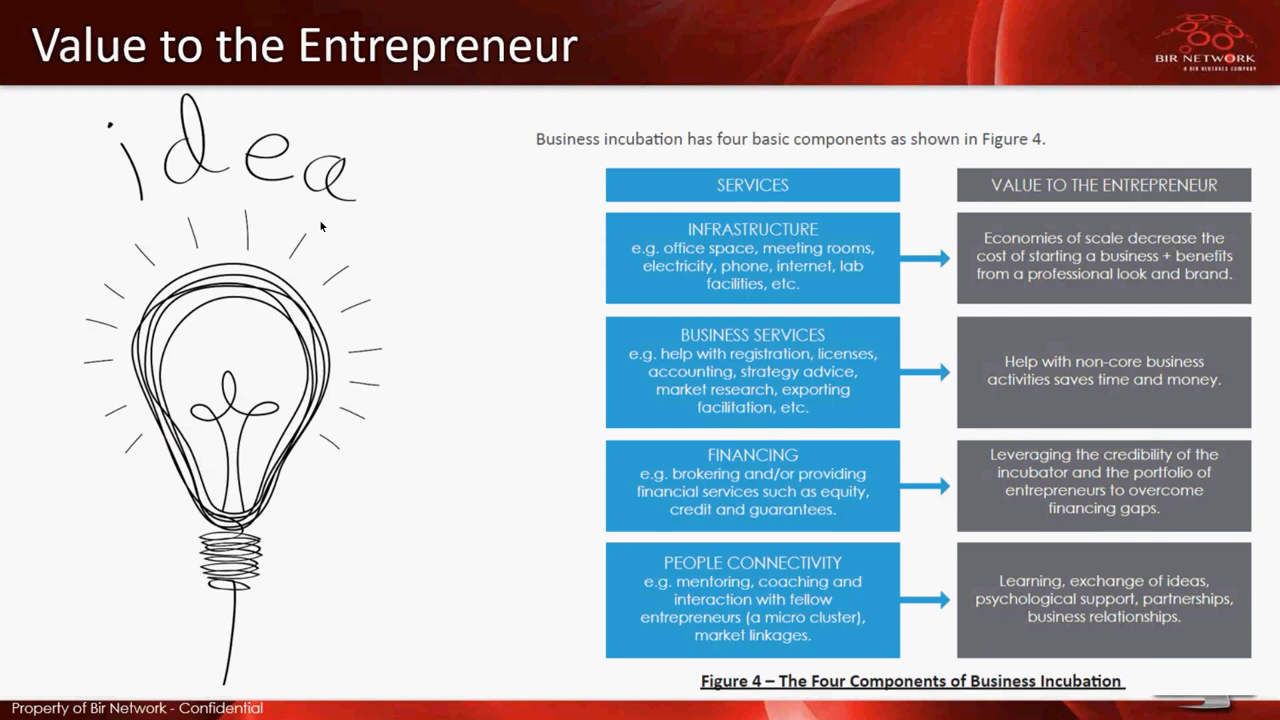 Value to the Entrepreneur
BIR NETWORK
A BIR VENTURES COMPANY
idea
Business incubation has four basic components as shown in Figure 4.
SERVICES
VALUE TO THE ENTREPRENEUR
INFRASTRUCTURE
e.g. office space, meeting rooms,
electricity, phone, internet, lab
facilities, etc.
Economies of scale decrease the
cost of starting a business + benefits
from a professional look and brand.
BUSINESS SERVICES
e.g. help with registration, licenses,
accounting, strategy advice,
market research, exporting
facilitation, etc.
Help with non-core business
activities saves time and money.
FINANCING
e.g. brokering and/or providing
financial services such as equity,
credit and guarantees.
Leveraging the credibility of the
incubator and the portfolio of
entrepreneurs to overcome
financing gaps.
PEOPLE CONNECTIVITY
e.g. mentoring, coaching and
interaction with fellow
entrepreneurs (a micro cluster),
market linkages.
Learning, exchange of ideas,
psychological support, partnerships,
business relationships.
Figure 4 – The Four Components of Business Incubation
Property of Bir Network - Confidential